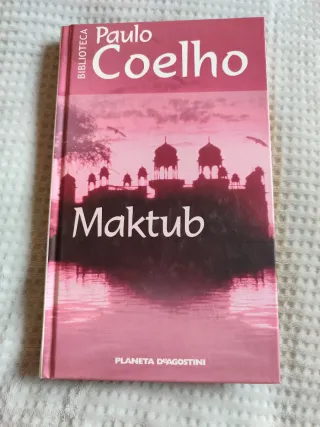 BIBLIOTECA
Paulo
Coelho
Maktub
PLANETA DEAGOSTINI